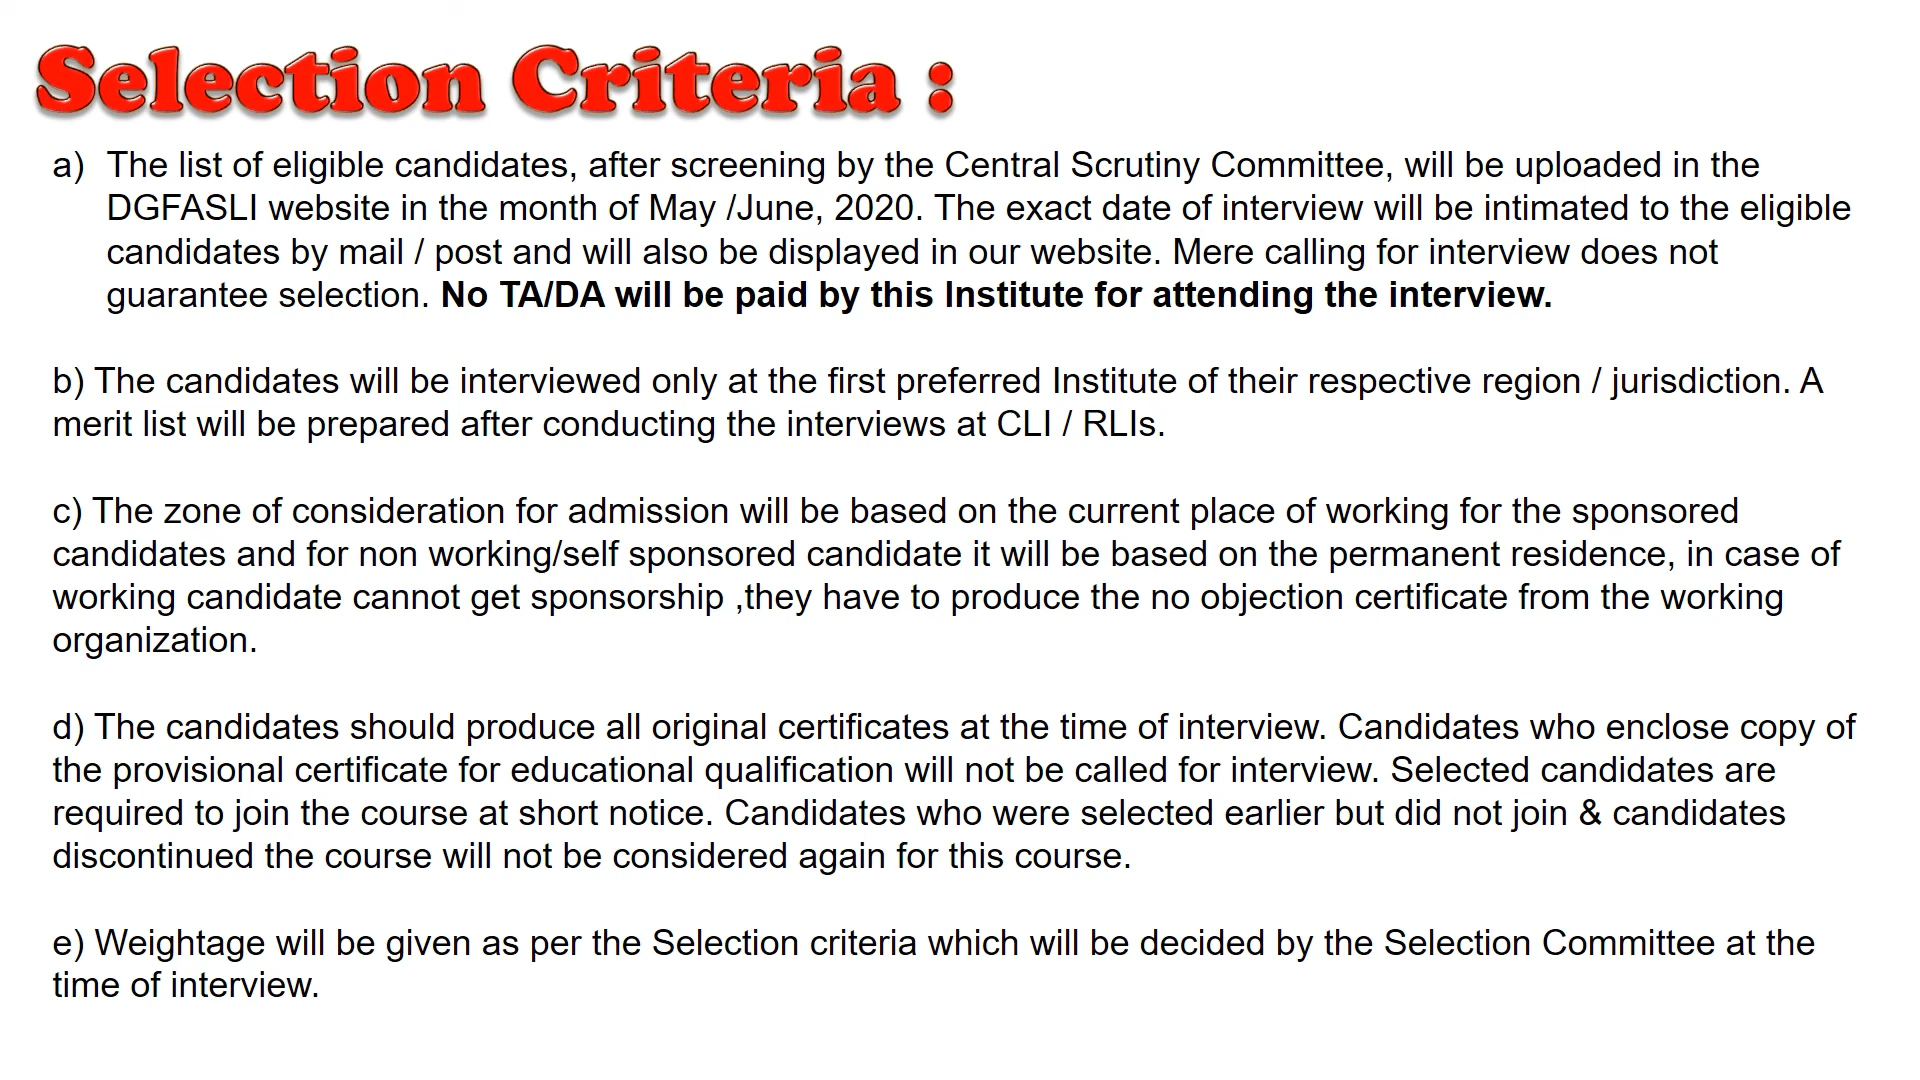 Selection Criteria :
a) The list of eligible candidates, after screening by the Central Scrutiny Committee, will be uploaded in the
DGFASLI website in the month of May /June, 2020. The exact date of interview will be intimated to the eligible
candidates by mail / post and will also be displayed in our website. Mere calling for interview does not
guarantee selection. No TA/DA will be paid by this Institute for attending the interview.
b) The candidates will be interviewed only at the first preferred Institute of their respective region / jurisdiction. A
merit list will be prepared after conducting the interviews at CLI / RLIs.
c) The zone of consideration for admission will be based on the current place of working for the sponsored
candidates and for non working/self sponsored candidate it will be based on the permanent residence, in case of
working candidate cannot get sponsorship ,they have to produce the no objection certificate from the working
organization.
d) The candidates should produce all original certificates at the time of interview. Candidates who enclose copy of
the provisional certificate for educational qualification will not be called for interview. Selected candidates are
required to join the course at short notice. Candidates who were selected earlier but did not join & candidates
discontinued the course will not be considered again for this course.
e) Weightage will be given as per the Selection criteria which will be decided by the Selection Committee at the
time of interview.